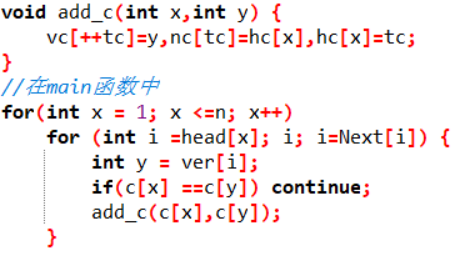 void add_c(int x,int y) {
    vc[++tc]=y,nc[tc]=hc[x],hc[x]=tc;
}
//在main函数中
for(int x = 1; x <=n; x++)
    for (int i =head[x]; i; i=Next[i]) {
        int y = ver[i];
        if(c[x] ==c[y]) continue;
        add_c(c[x],c[y]);
    }